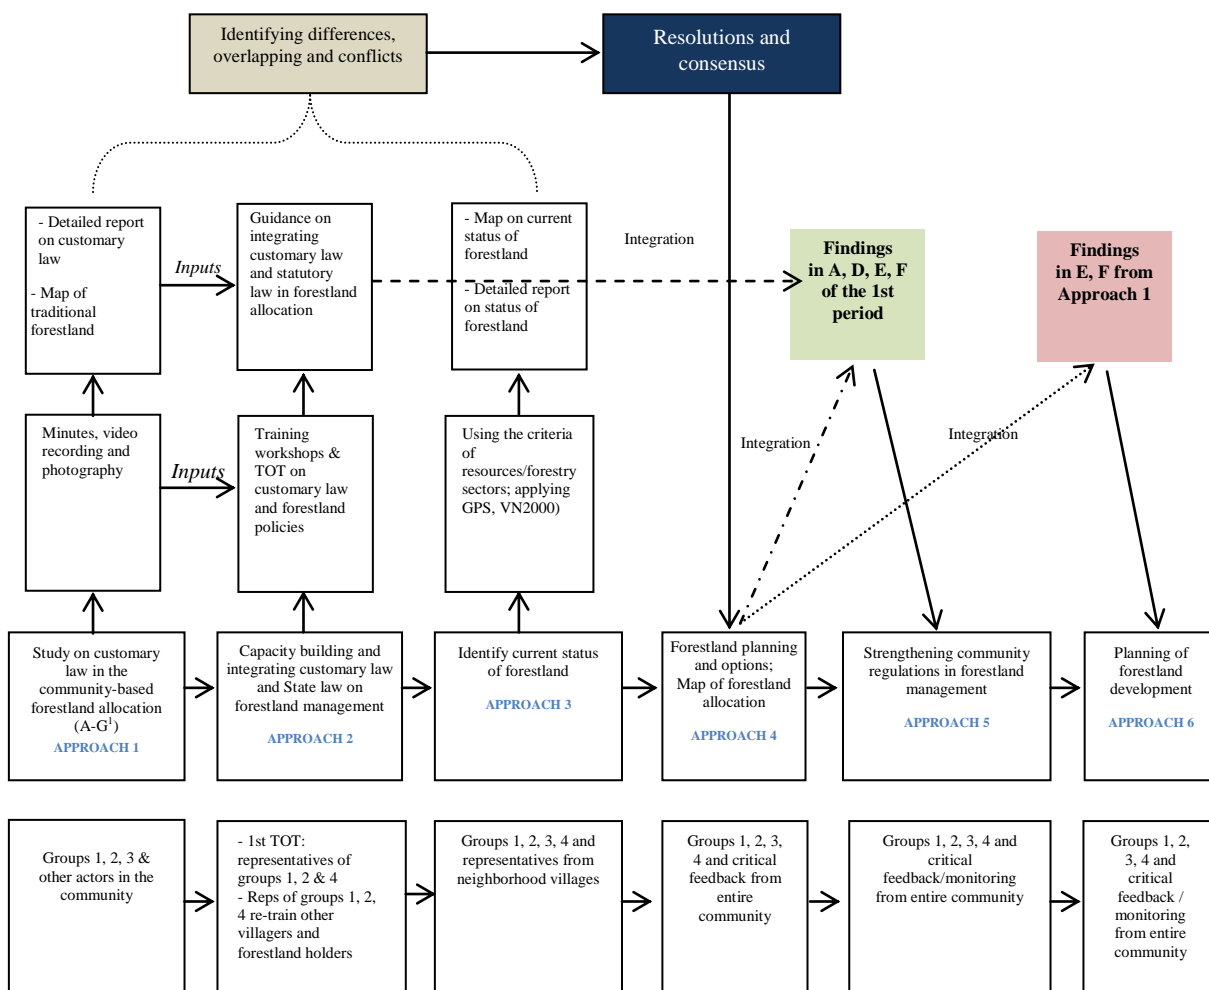 Identifying differences,
overlapping and conflicts
Resolutions and
consensus
- Detailed report
on customary
law
- Map of
traditional
forestland
Inputs
Guidance on
integrating
customary law
and statutory
law in forestland
allocation
- Map on current
status of
forestland
- Detailed report
on status of
forestland
Integration
Findings
in A, D, E, F
of the 1st
period
Findings
in E, F from
Approach 1
Minutes, video
recording and
photography
Inputs
Training
workshops &
TOT on
customary law
and forestland
policies
Using the criteria
of
resources/forestry
sectors; applying
GPS, VN2000)
Integration
Integration
Study on customary
law in the
community-based
forestland allocation
(A-G1)
APPROACH 1
Capacity building and
integrating customary law
and State law on
forestland management
APPROACH 2
Identify current status
of forestland
APPROACH 3
Forestland planning
and options;
Map of forestland
allocation
APPROACH 4
Strengthening community
regulations in forestland
management
APPROACH 5
Planning of
forestland
development
APPROACH 6
Groups 1, 2, 3 &
other actors in the
community
- 1st TOT:
representatives of
groups 1, 2 & 4
- Reps of groups 1, 2,
4 re-train other
villagers and
forestland holders
Groups 1, 2, 3, 4 and
representatives from
neighborhood villages
Groups 1, 2, 3,
4 and critical
feedback from
entire
community
Groups 1, 2, 3, 4 and
critical
feedback/monitoring
from entire community
Groups 1, 2,
3, 4 and
critical
feedback /
monitoring
from entire
community